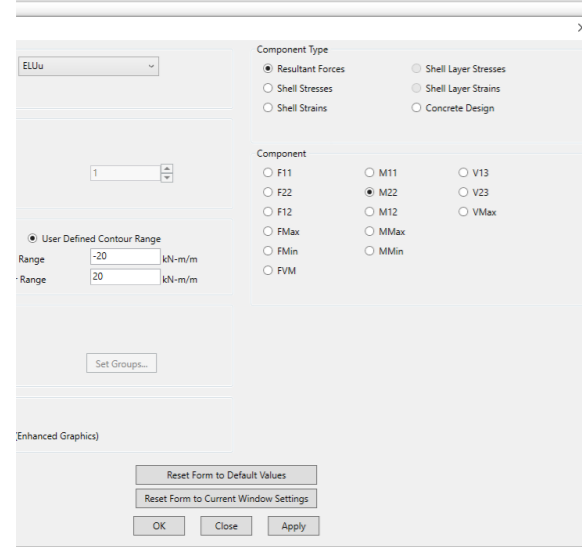 Component Type
ELUu
Resultant Forces
Shell Layer Stresses
Shell Stresses
Shell Layer Strains
Shell Strains
Concrete Design
Component
1
F11
M11
V13
F22
M22
V23
F12
M12
VMax
FMax
MMax
FMin
MMin
FVM
User Defined Contour Range
Range
-20
kN-m/m
Range
20
kN-m/m
Set Groups...
(Enhanced Graphics)
Reset Form to Default Values
Reset Form to Current Window Settings
OK
Close
Apply